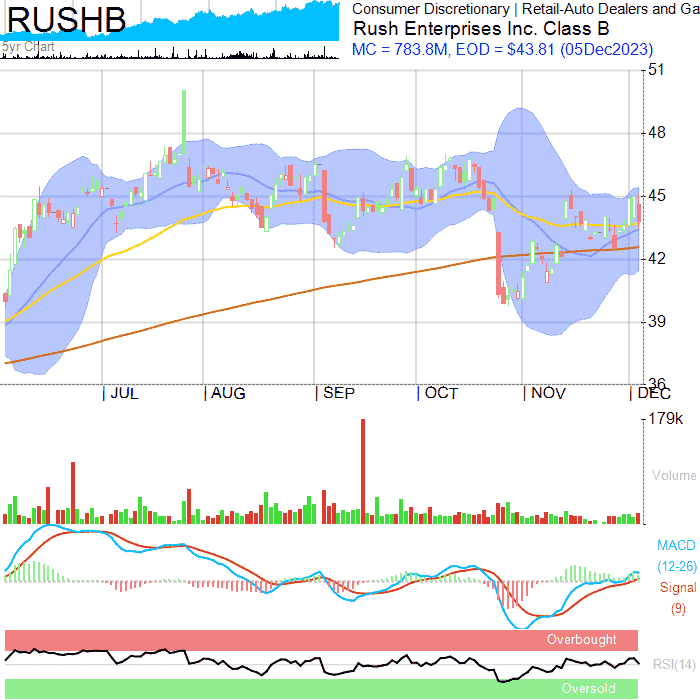 RUSHB
5yr Chart
Consumer Discretionary | Retail-Auto Dealers and Ga
Rush Enterprises Inc. Class B
MC = 783.8M, EOD = $43.81 (05Dec2023)
51
48
45
42
39
36
JUL AUG SEP OCT NOV DEC
179k
Volume
MACD
(12-26)
Signal
(9)
Overbought
RSI(14)
Oversold